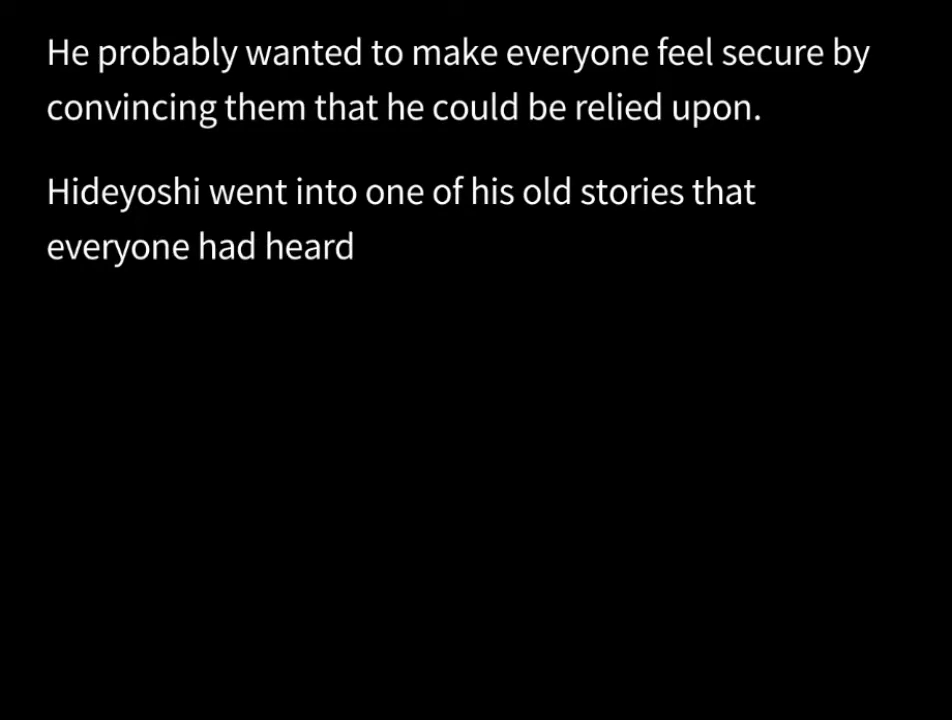 He probably wanted to make everyone feel secure by
convincing them that he could be relied upon.
Hideyoshi went into one of his old stories that
everyone had heard